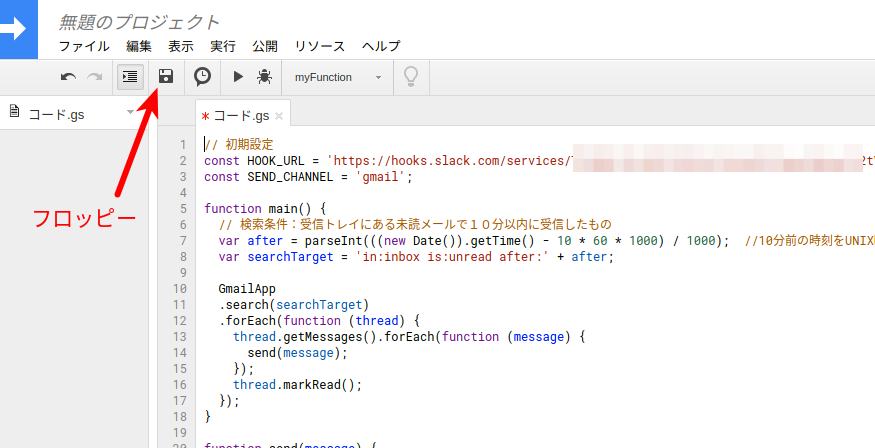 無題のプロジェクト
ファイル 編集 表示 実行 公開 リソース ヘルプ
myFunction
コード.gs
* コード.gs ×
フロッピー
1 // 初期設定
2 const HOOK_URL = 'https://hooks.slack.com/services/
3 const SEND_CHANNEL = 'gmail';
4
5 function main() {
6 // 検索条件：受信トレイにある未読メールで１０分以内に受信したもの
7 var after = parseInt(((new Date()).getTime() - 10 * 60 * 1000) / 1000); //10分前の時刻をUNIX
8 var searchTarget = 'in:inbox is:unread after:' + after;
9
10 GmailApp
11 .search(searchTarget)
12 .forEach(function (thread) {
13 thread.getMessages().forEach(function (message) {
14 send(message);
15 });
16 thread.markRead();
17 });
18 }
19
20 function send(message) {